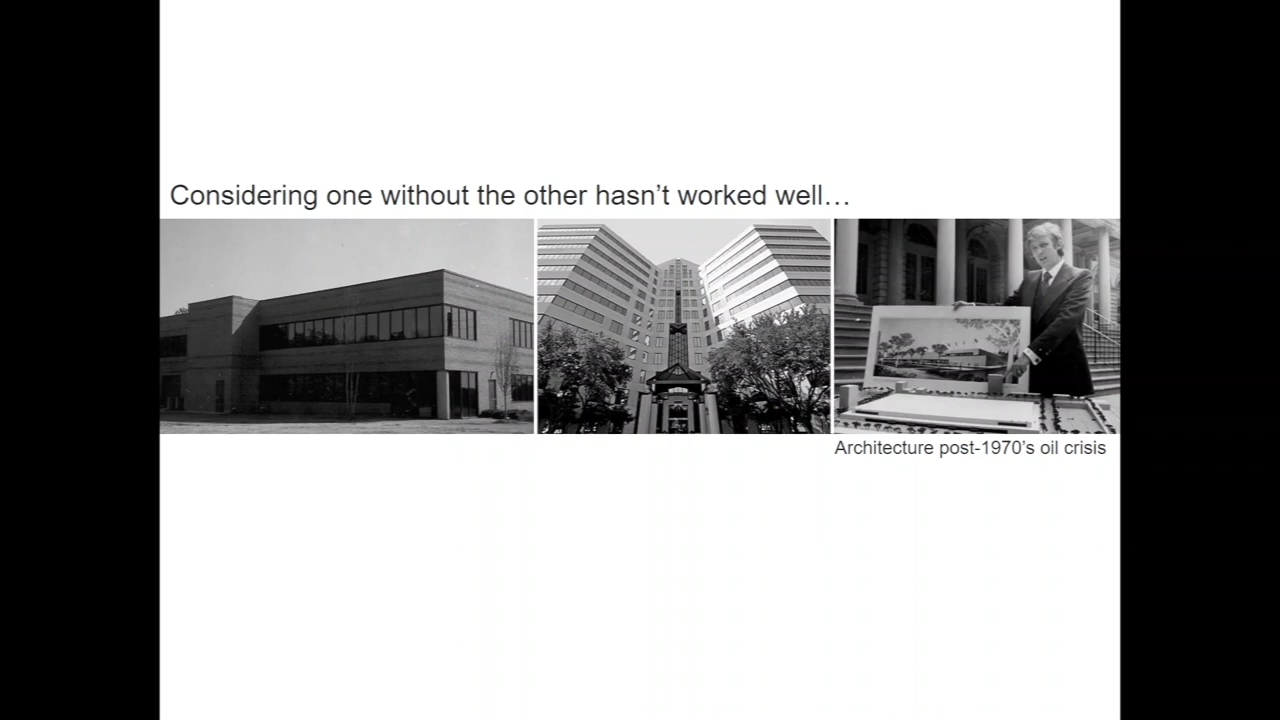 Considering one without the other hasn’t worked well…
Architecture post-1970’s oil crisis